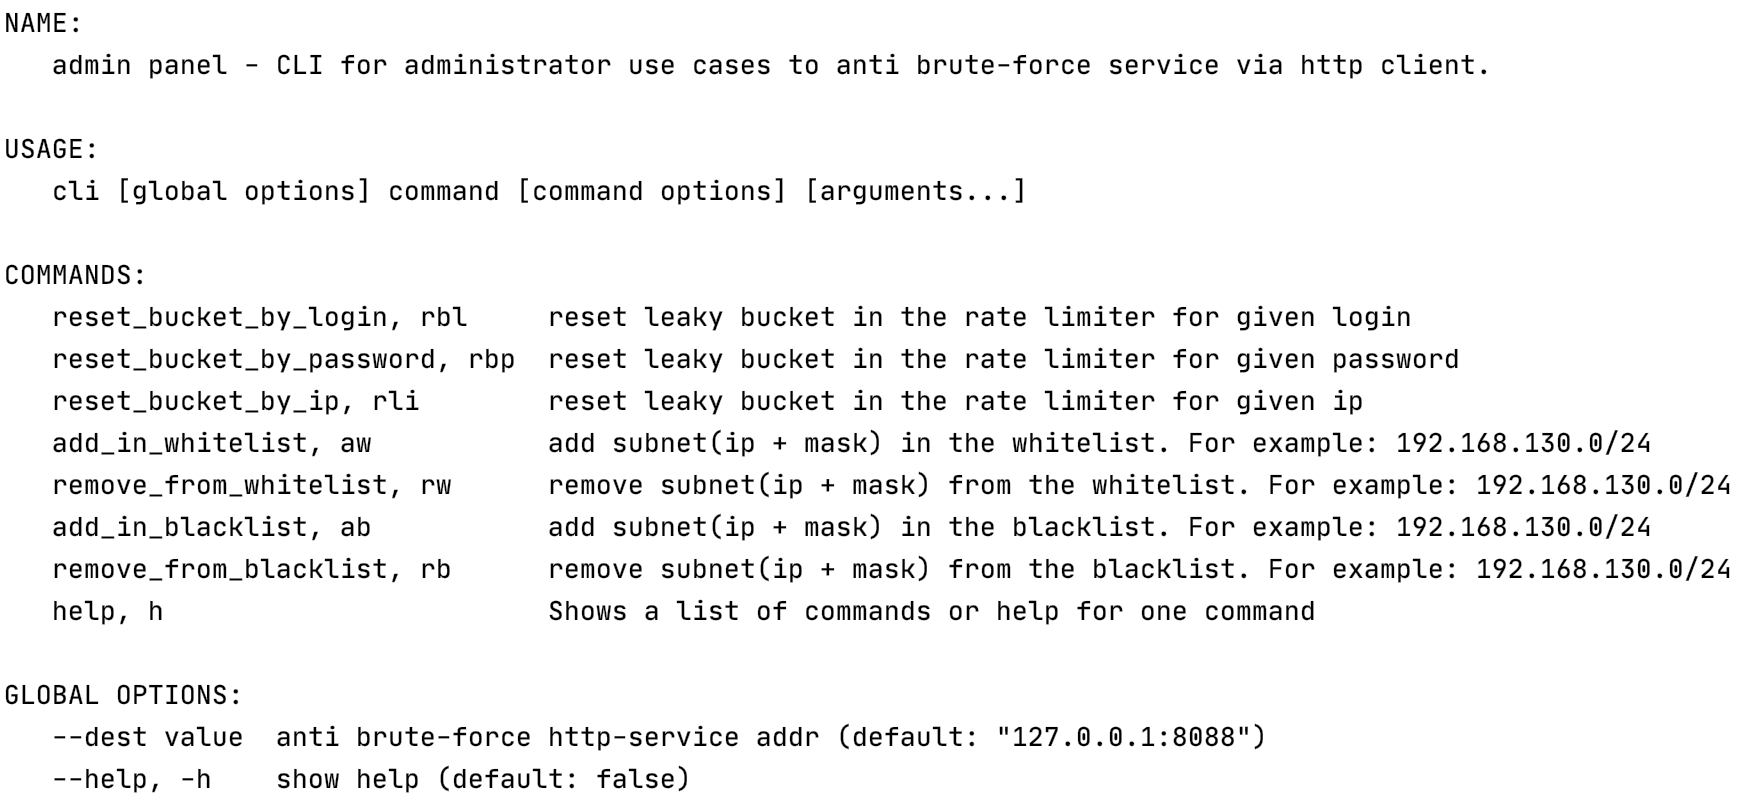 NAME:
   admin panel - CLI for administrator use cases to anti brute-force service via http client.

USAGE:
   cli [global options] command [command options] [arguments...]

COMMANDS:
   reset_bucket_by_login, rbl     reset leaky bucket in the rate limiter for given login
   reset_bucket_by_password, rbp  reset leaky bucket in the rate limiter for given password
   reset_bucket_by_ip, rli        reset leaky bucket in the rate limiter for given ip
   add_in_whitelist, aw           add subnet(ip + mask) in the whitelist. For example: 192.168.130.0/24
   remove_from_whitelist, rw      remove subnet(ip + mask) from the whitelist. For example: 192.168.130.0/24
   add_in_blacklist, ab           add subnet(ip + mask) in the blacklist. For example: 192.168.130.0/24
   remove_from_blacklist, rb      remove subnet(ip + mask) from the blacklist. For example: 192.168.130.0/24
   help, h                        Shows a list of commands or help for one command

GLOBAL OPTIONS:
   --dest value  anti brute-force http-service addr (default: "127.0.0.1:8088")
   --help, -h    show help (default: false)